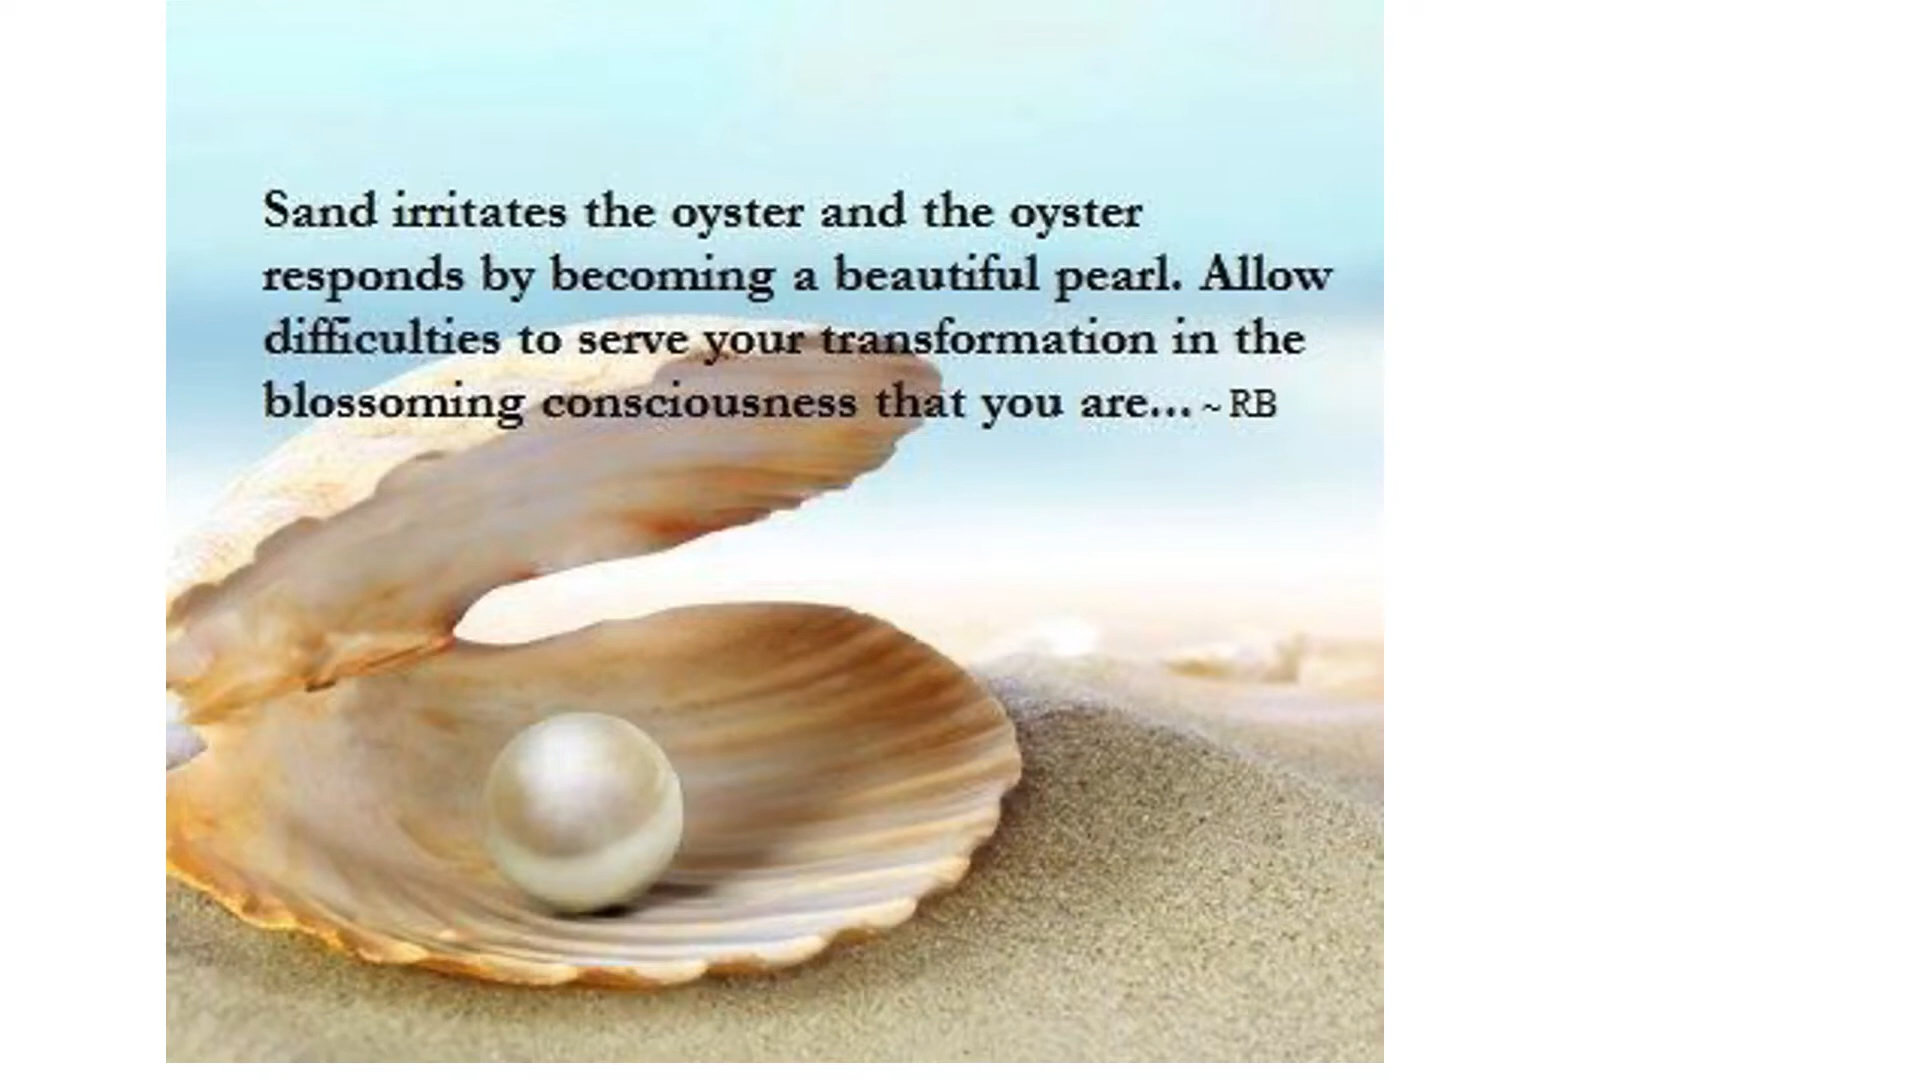 Sand irritates the oyster and the oyster
responds by becoming a beautiful pearl. Allow
difficulties to serve your transformation in the
blossoming consciousness that you are...~RB